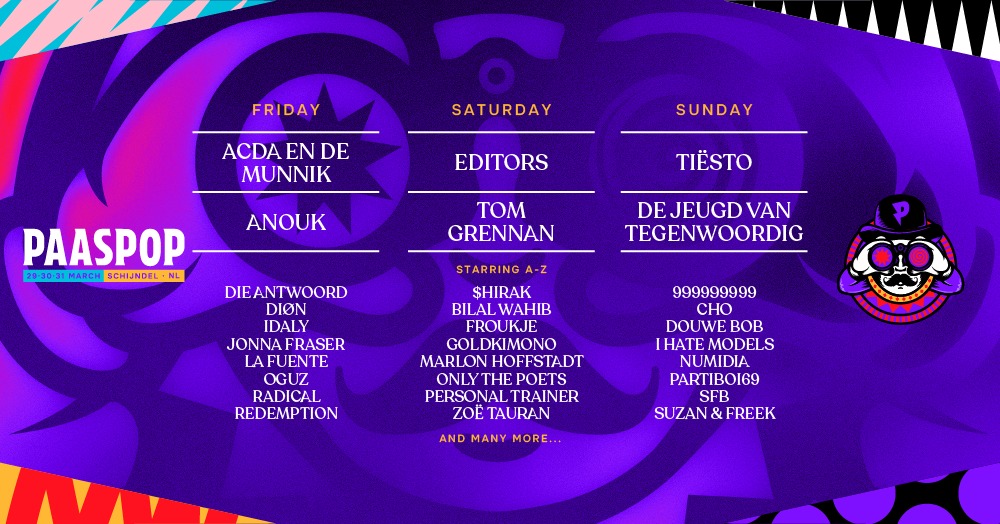 FRIDAY
ACDA EN DE
MUNNIK
ANOUK
SATURDAY
EDITORS
TOM
GRENNAN
SUNDAY
TIËSTO
DE JEUGD VAN
TEGENWOORDIG
PAASPOP
29·30·31 MARCH SCHIJNDEL · NL
P
STARRING A-Z
DIE ANTWOORD
DIØN
IDALY
JONNA FRASER
LA FUENTE
OGUZ
RADICAL
REDEMPTION
$HIRAK
BILAL WAHIB
FROUKJE
GOLDKIMONO
MARLON HOFFSTADT
ONLY THE POETS
PERSONAL TRAINER
ZOË TAURAN
999999999
CHO
DOUWE BOB
I HATE MODELS
NUMIDIA
PARTIBOI69
SFB
SUZAN & FREEK
AND MANY MORE...